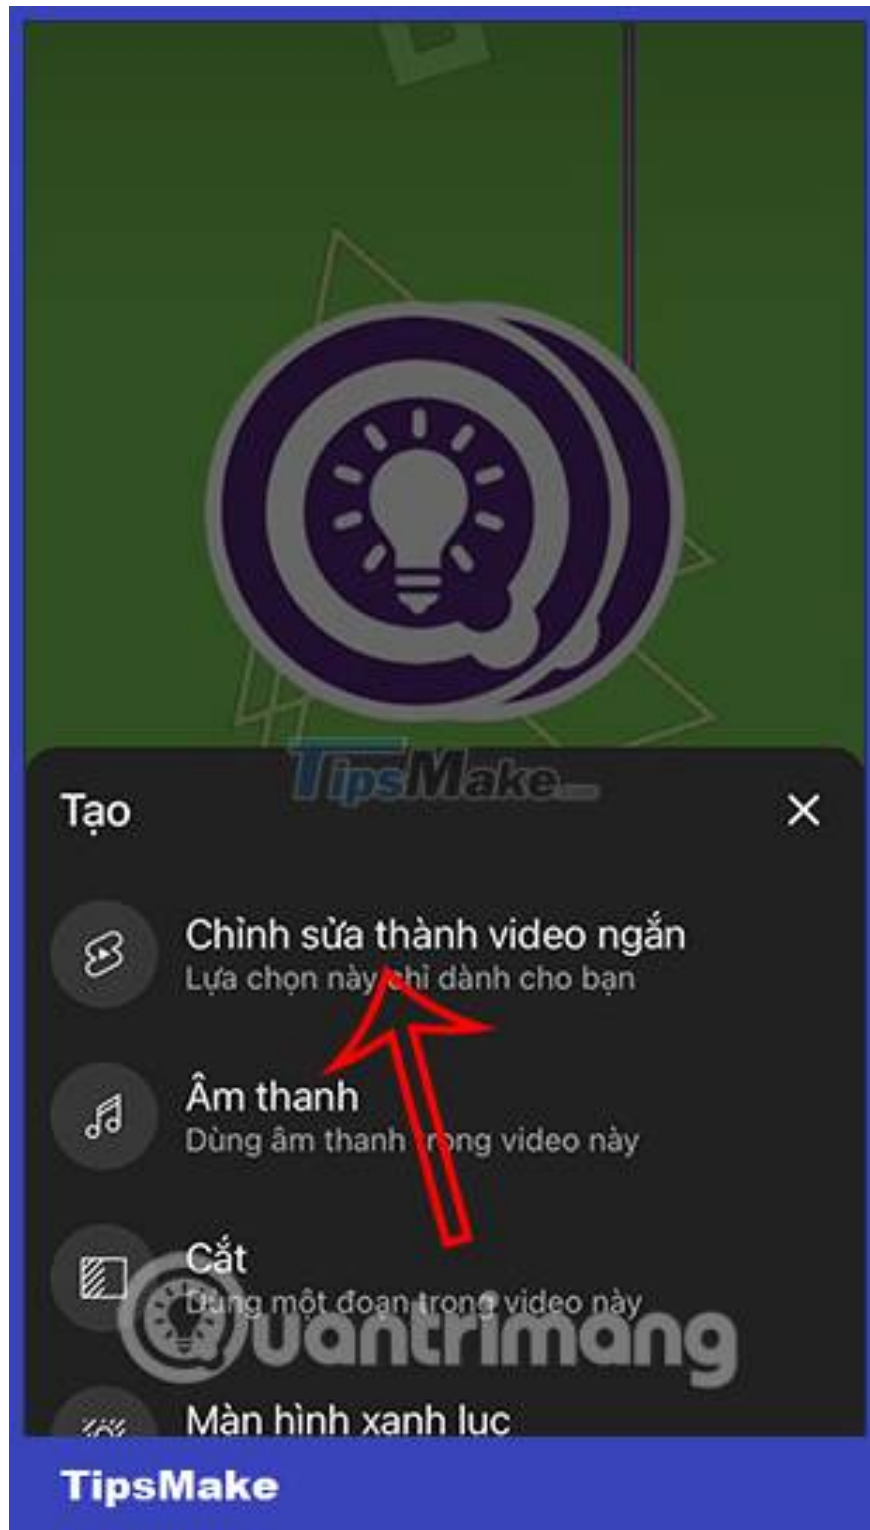 TipsMake.com
Tạo
Chỉnh sửa thành video ngắn
Lựa chọn này chỉ dành cho bạn
Âm thanh
Dùng âm thanh trong video này
Cắt
Dùng một đoạn trong video này
Quantrimang
Màn hình xanh lục
TipsMake